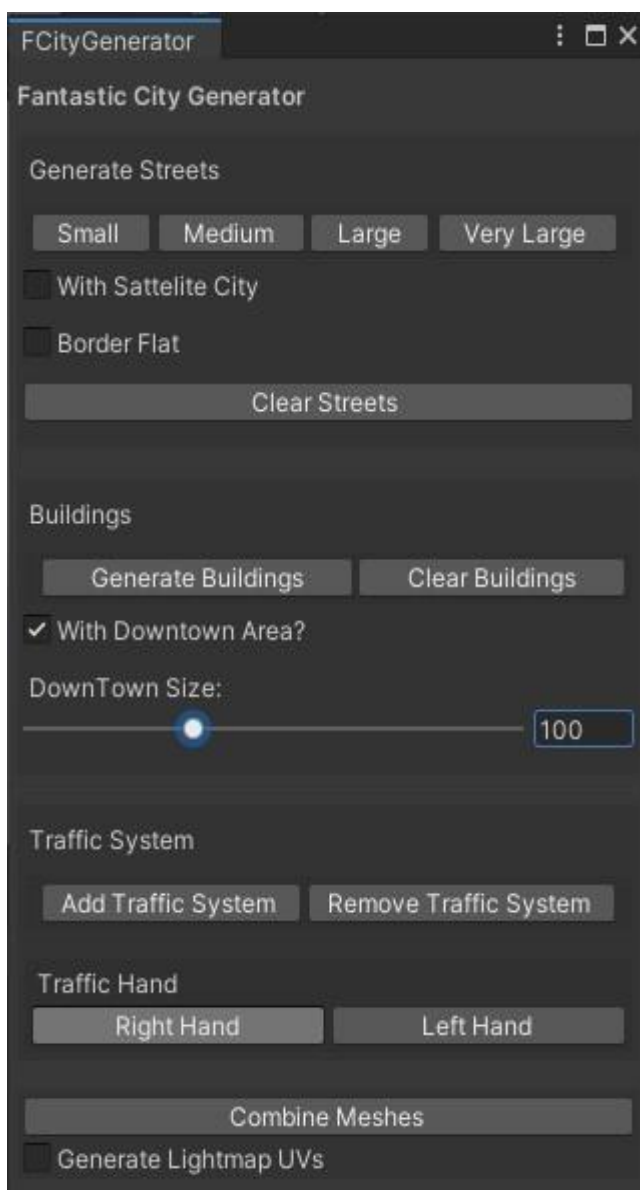 FCityGenerator
Fantastic City Generator
Generate Streets
Small Medium Large Very Large
With Sattelite City
Border Flat
Clear Streets
Buildings
Generate Buildings Clear Buildings
With Downtown Area?
DownTown Size:
100
Traffic System
Add Traffic System Remove Traffic System
Traffic Hand
Right Hand Left Hand
Combine Meshes
Generate Lightmap UVs